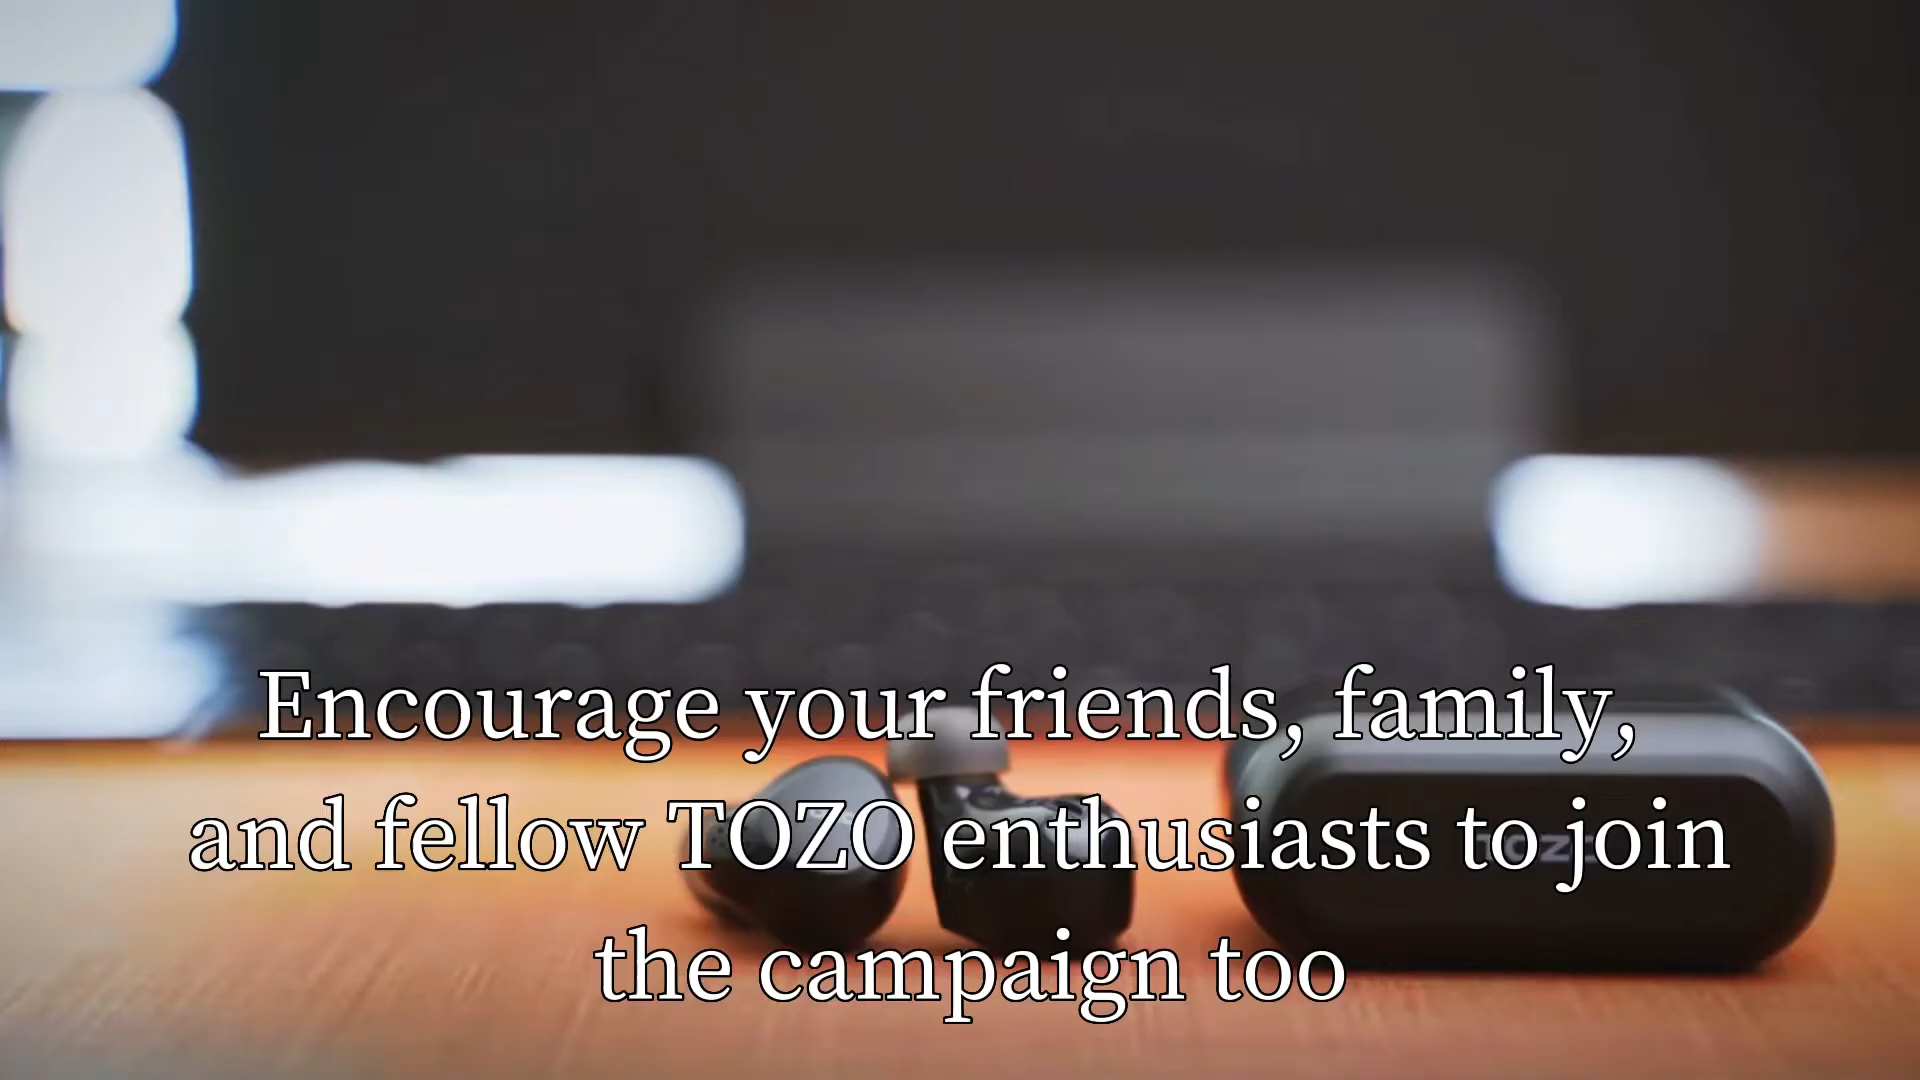 Encourage your friends, family,
and fellow TOZO enthusiasts to join
the campaign too